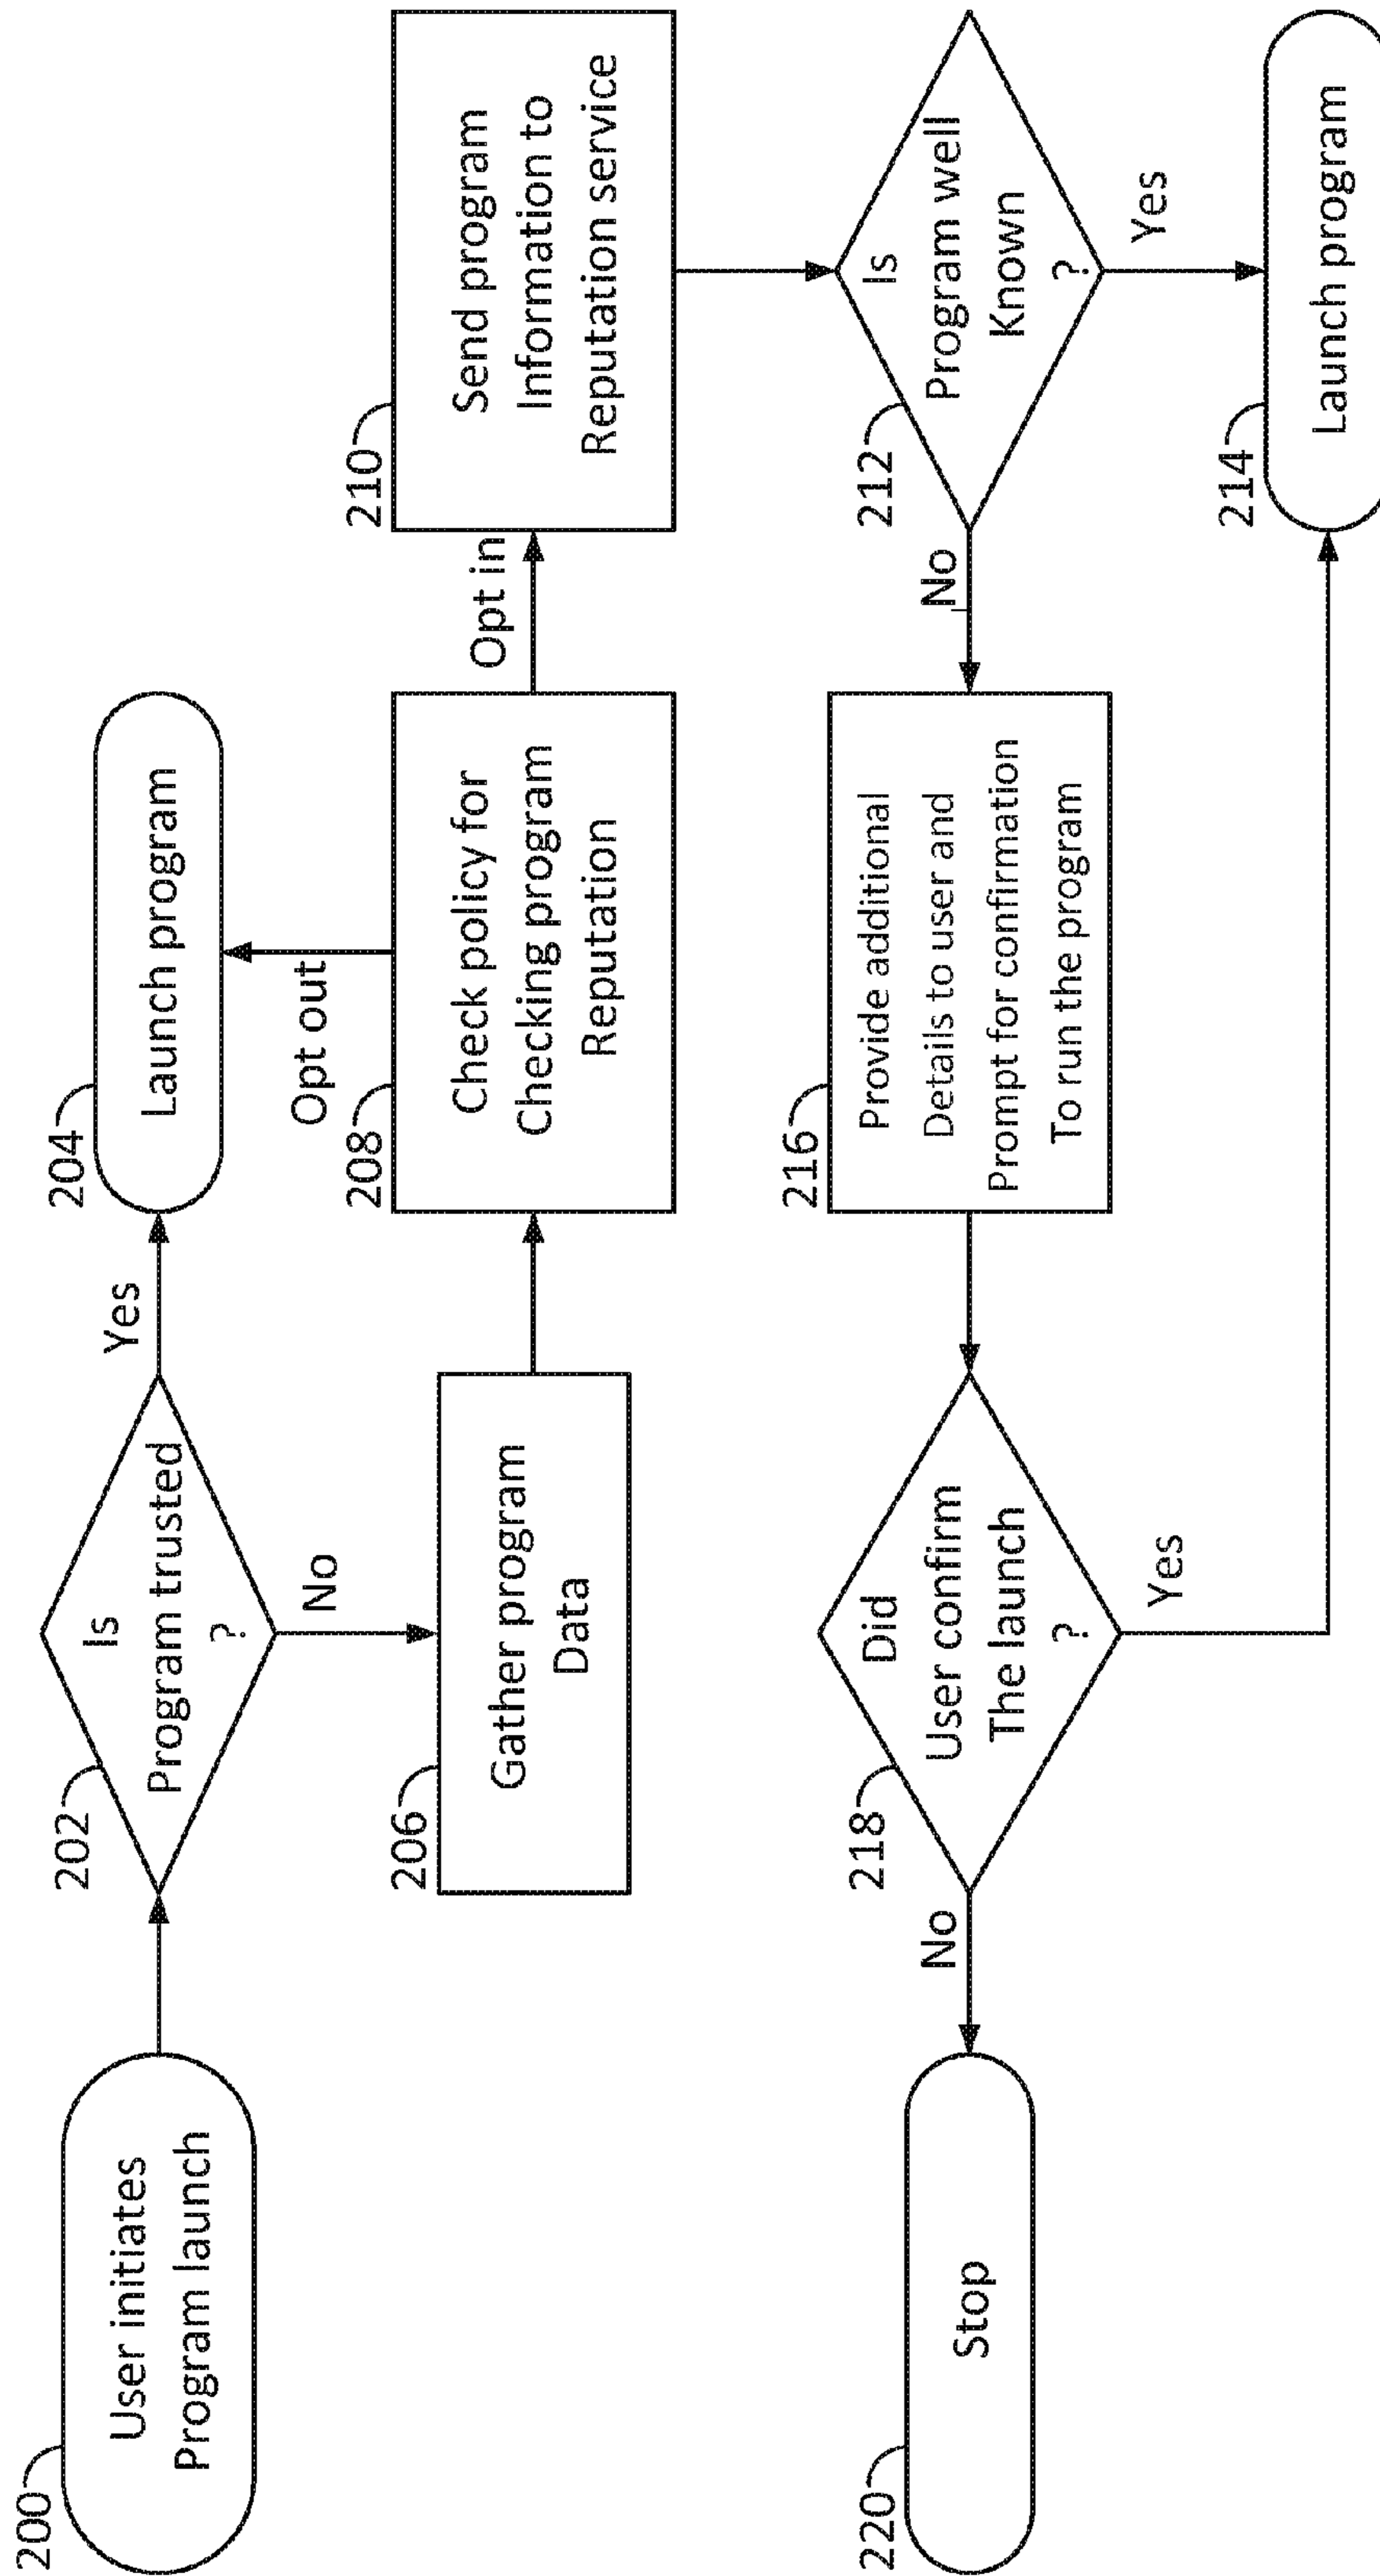 200
User initiates
Program launch
202
Is
Program trusted
?
Yes
No
204
Launch program
206
Gather program
Data
Opt out
208
Check policy for
Checking program
Reputation
Opt in
210
Send program
Information to
Reputation service
212
Is
Program well
Known
?
No
Yes
214
Launch program
216
Provide additional
Details to user and
Prompt for confirmation
To run the program
218
Did
User confirm
The launch
?
No
Yes
220
Stop